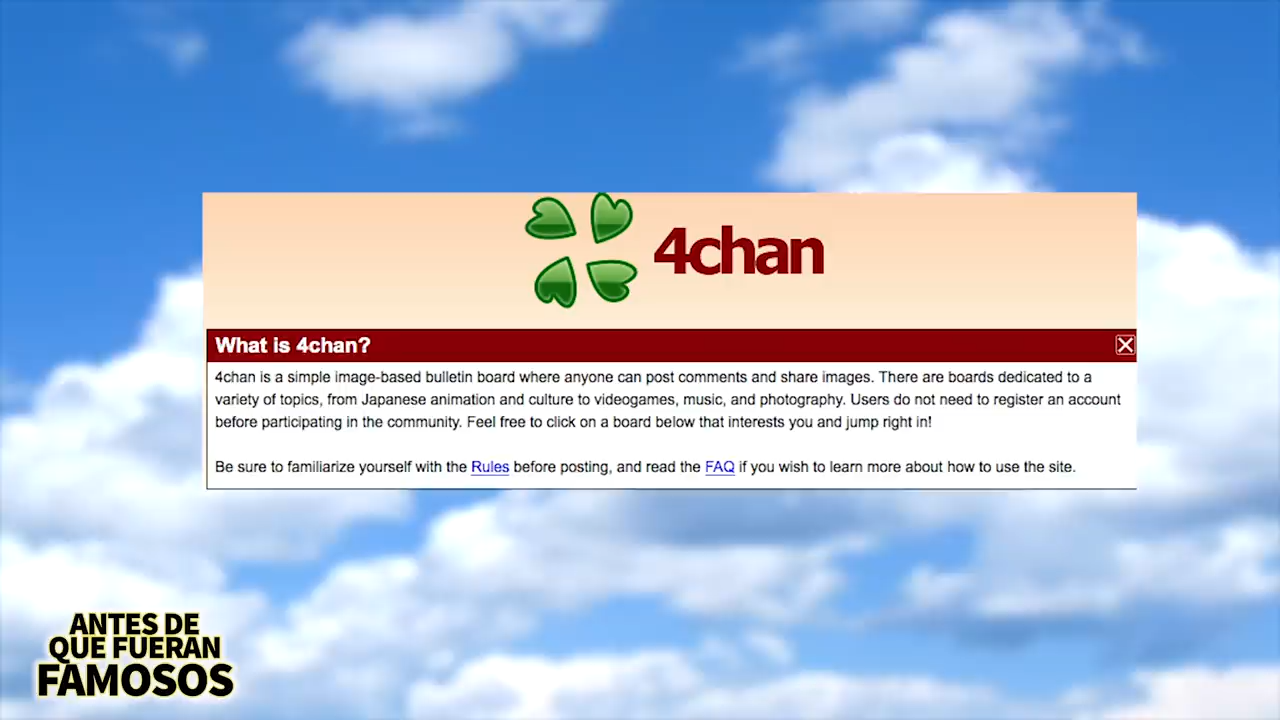 4chan
What is 4chan?
4chan is a simple image-based bulletin board where anyone can post comments and share images. There are boards dedicated to a
variety of topics, from Japanese animation and culture to videogames, music, and photography. Users do not need to register an account
before participating in the community. Feel free to click on a board below that interests you and jump right in!
Be sure to familiarize yourself with the Rules before posting, and read the FAQ if you wish to learn more about how to use the site.
ANTES DE
QUE FUERAN
FAMOSOS